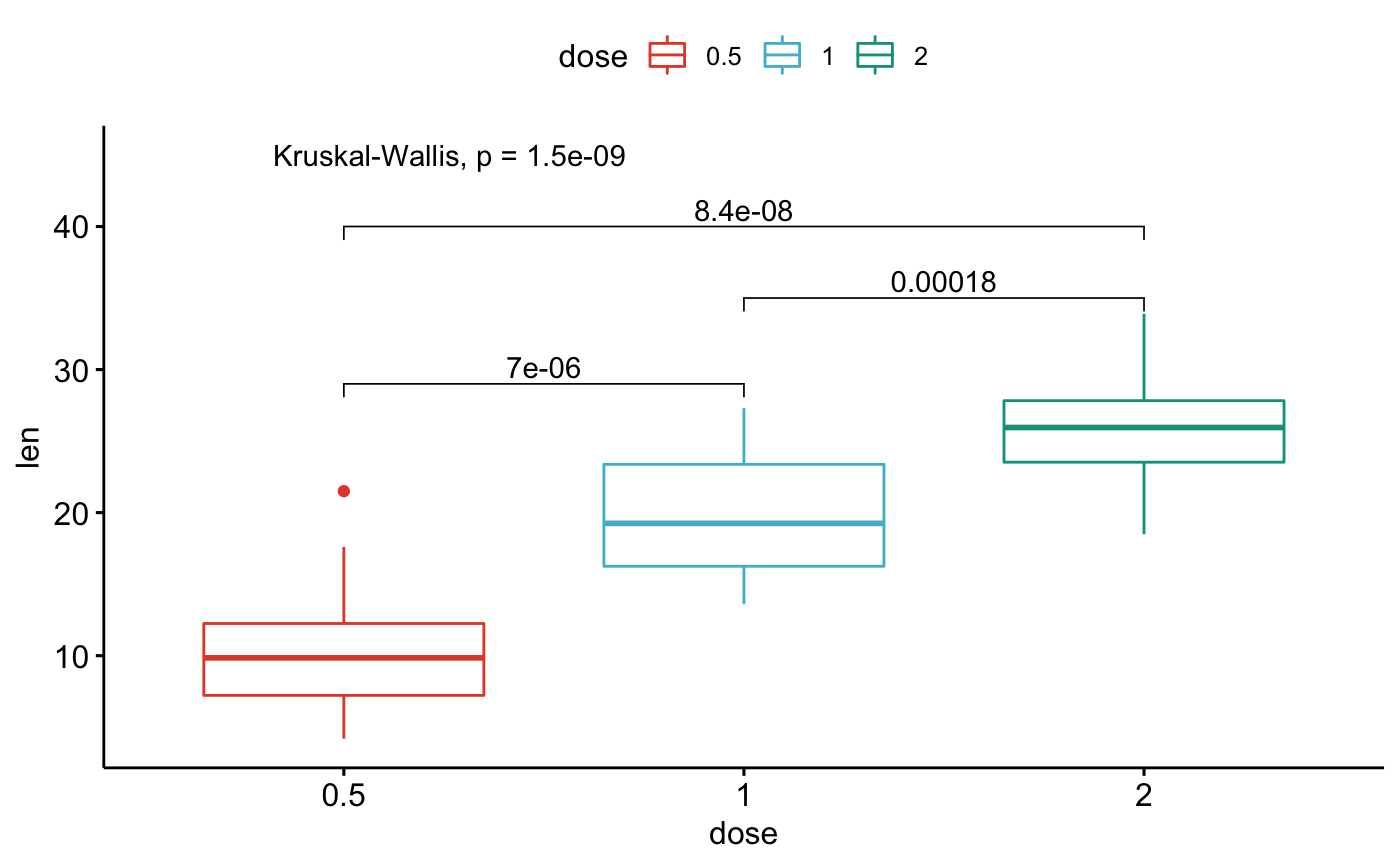 dose 0.5 1 2
Kruskal-Wallis, p = 1.5e-09
8.4e-08
0.00018
7e-06
40
30
20
10
len
0.5 1 2
dose